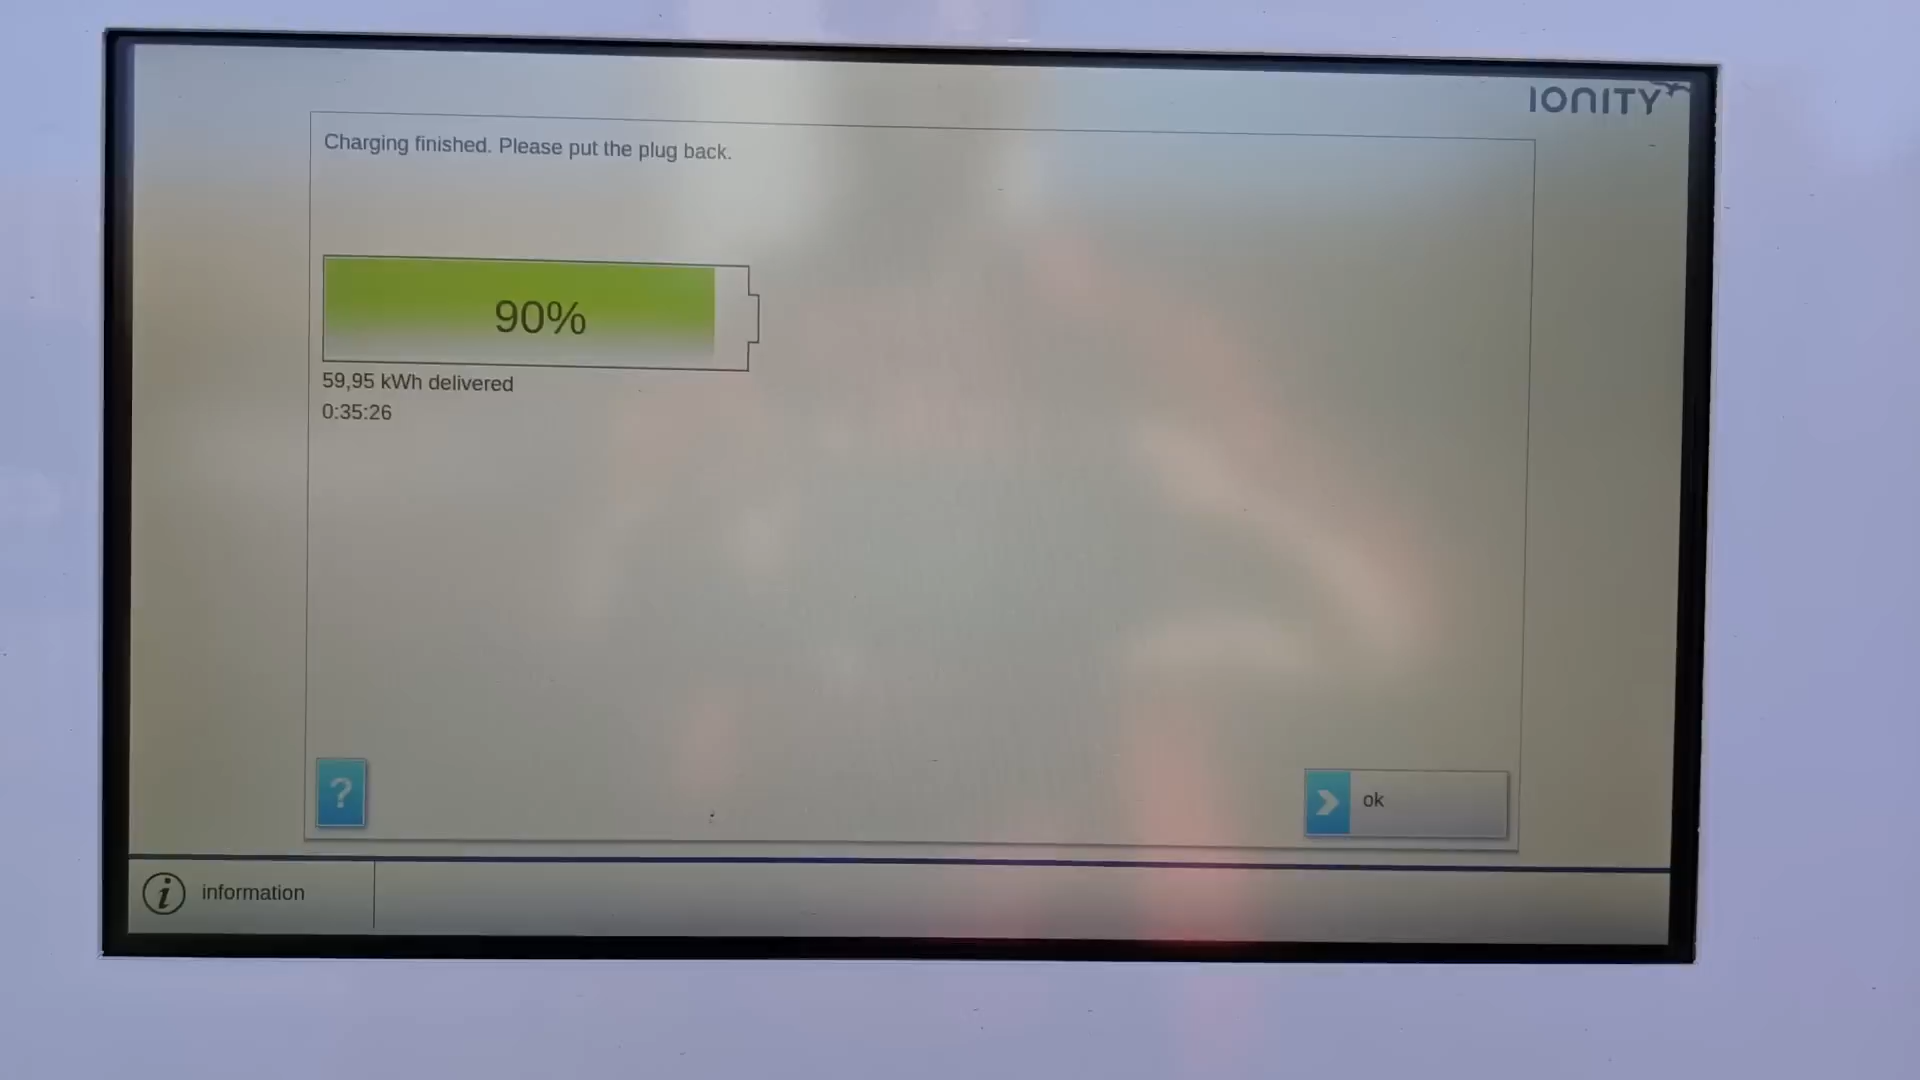 IONITY
Charging finished. Please put the plug back.
90%
59,95 kWh delivered
0:35:26
?
ok
i information